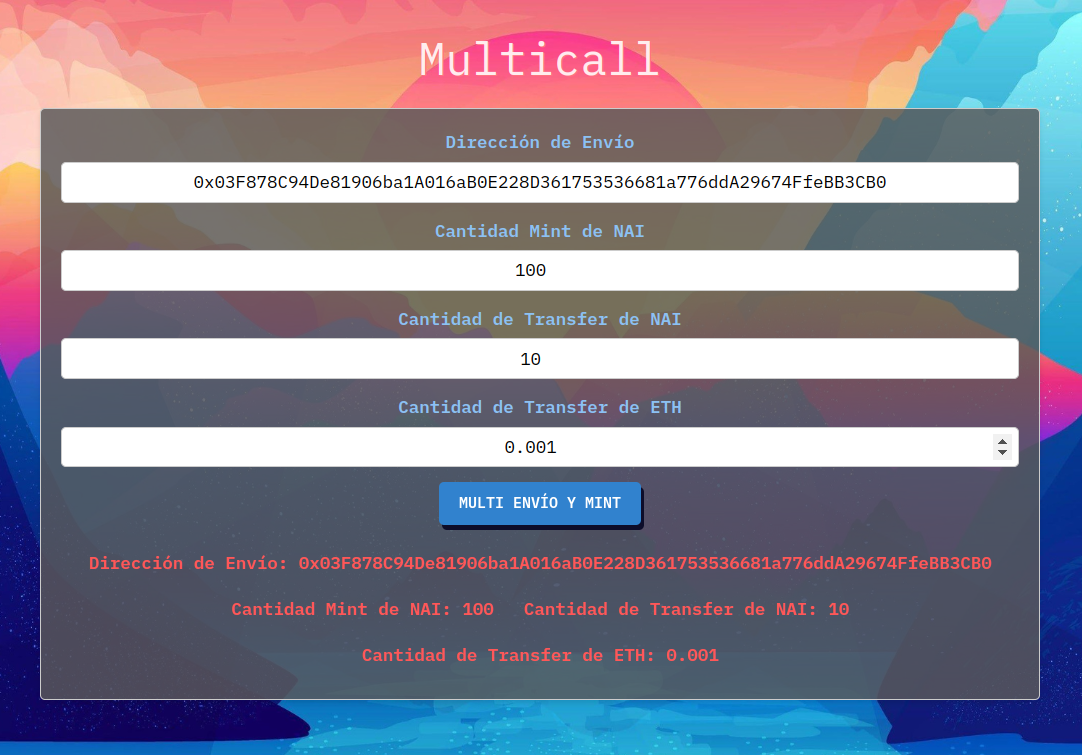 Multicall
Dirección de Envío
0x03F878C94De81906ba1A016aB0E228D361753536681a776ddA29674FfeBB3CB0
Cantidad Mint de NAI
100
Cantidad de Transfer de NAI
10
Cantidad de Transfer de ETH
0.001
MULTI ENVÍO Y MINT
Dirección de Envío: 0x03F878C94De81906ba1A016aB0E228D361753536681a776ddA29674FfeBB3CB0
Cantidad Mint de NAI: 100 Cantidad de Transfer de NAI: 10
Cantidad de Transfer de ETH: 0.001